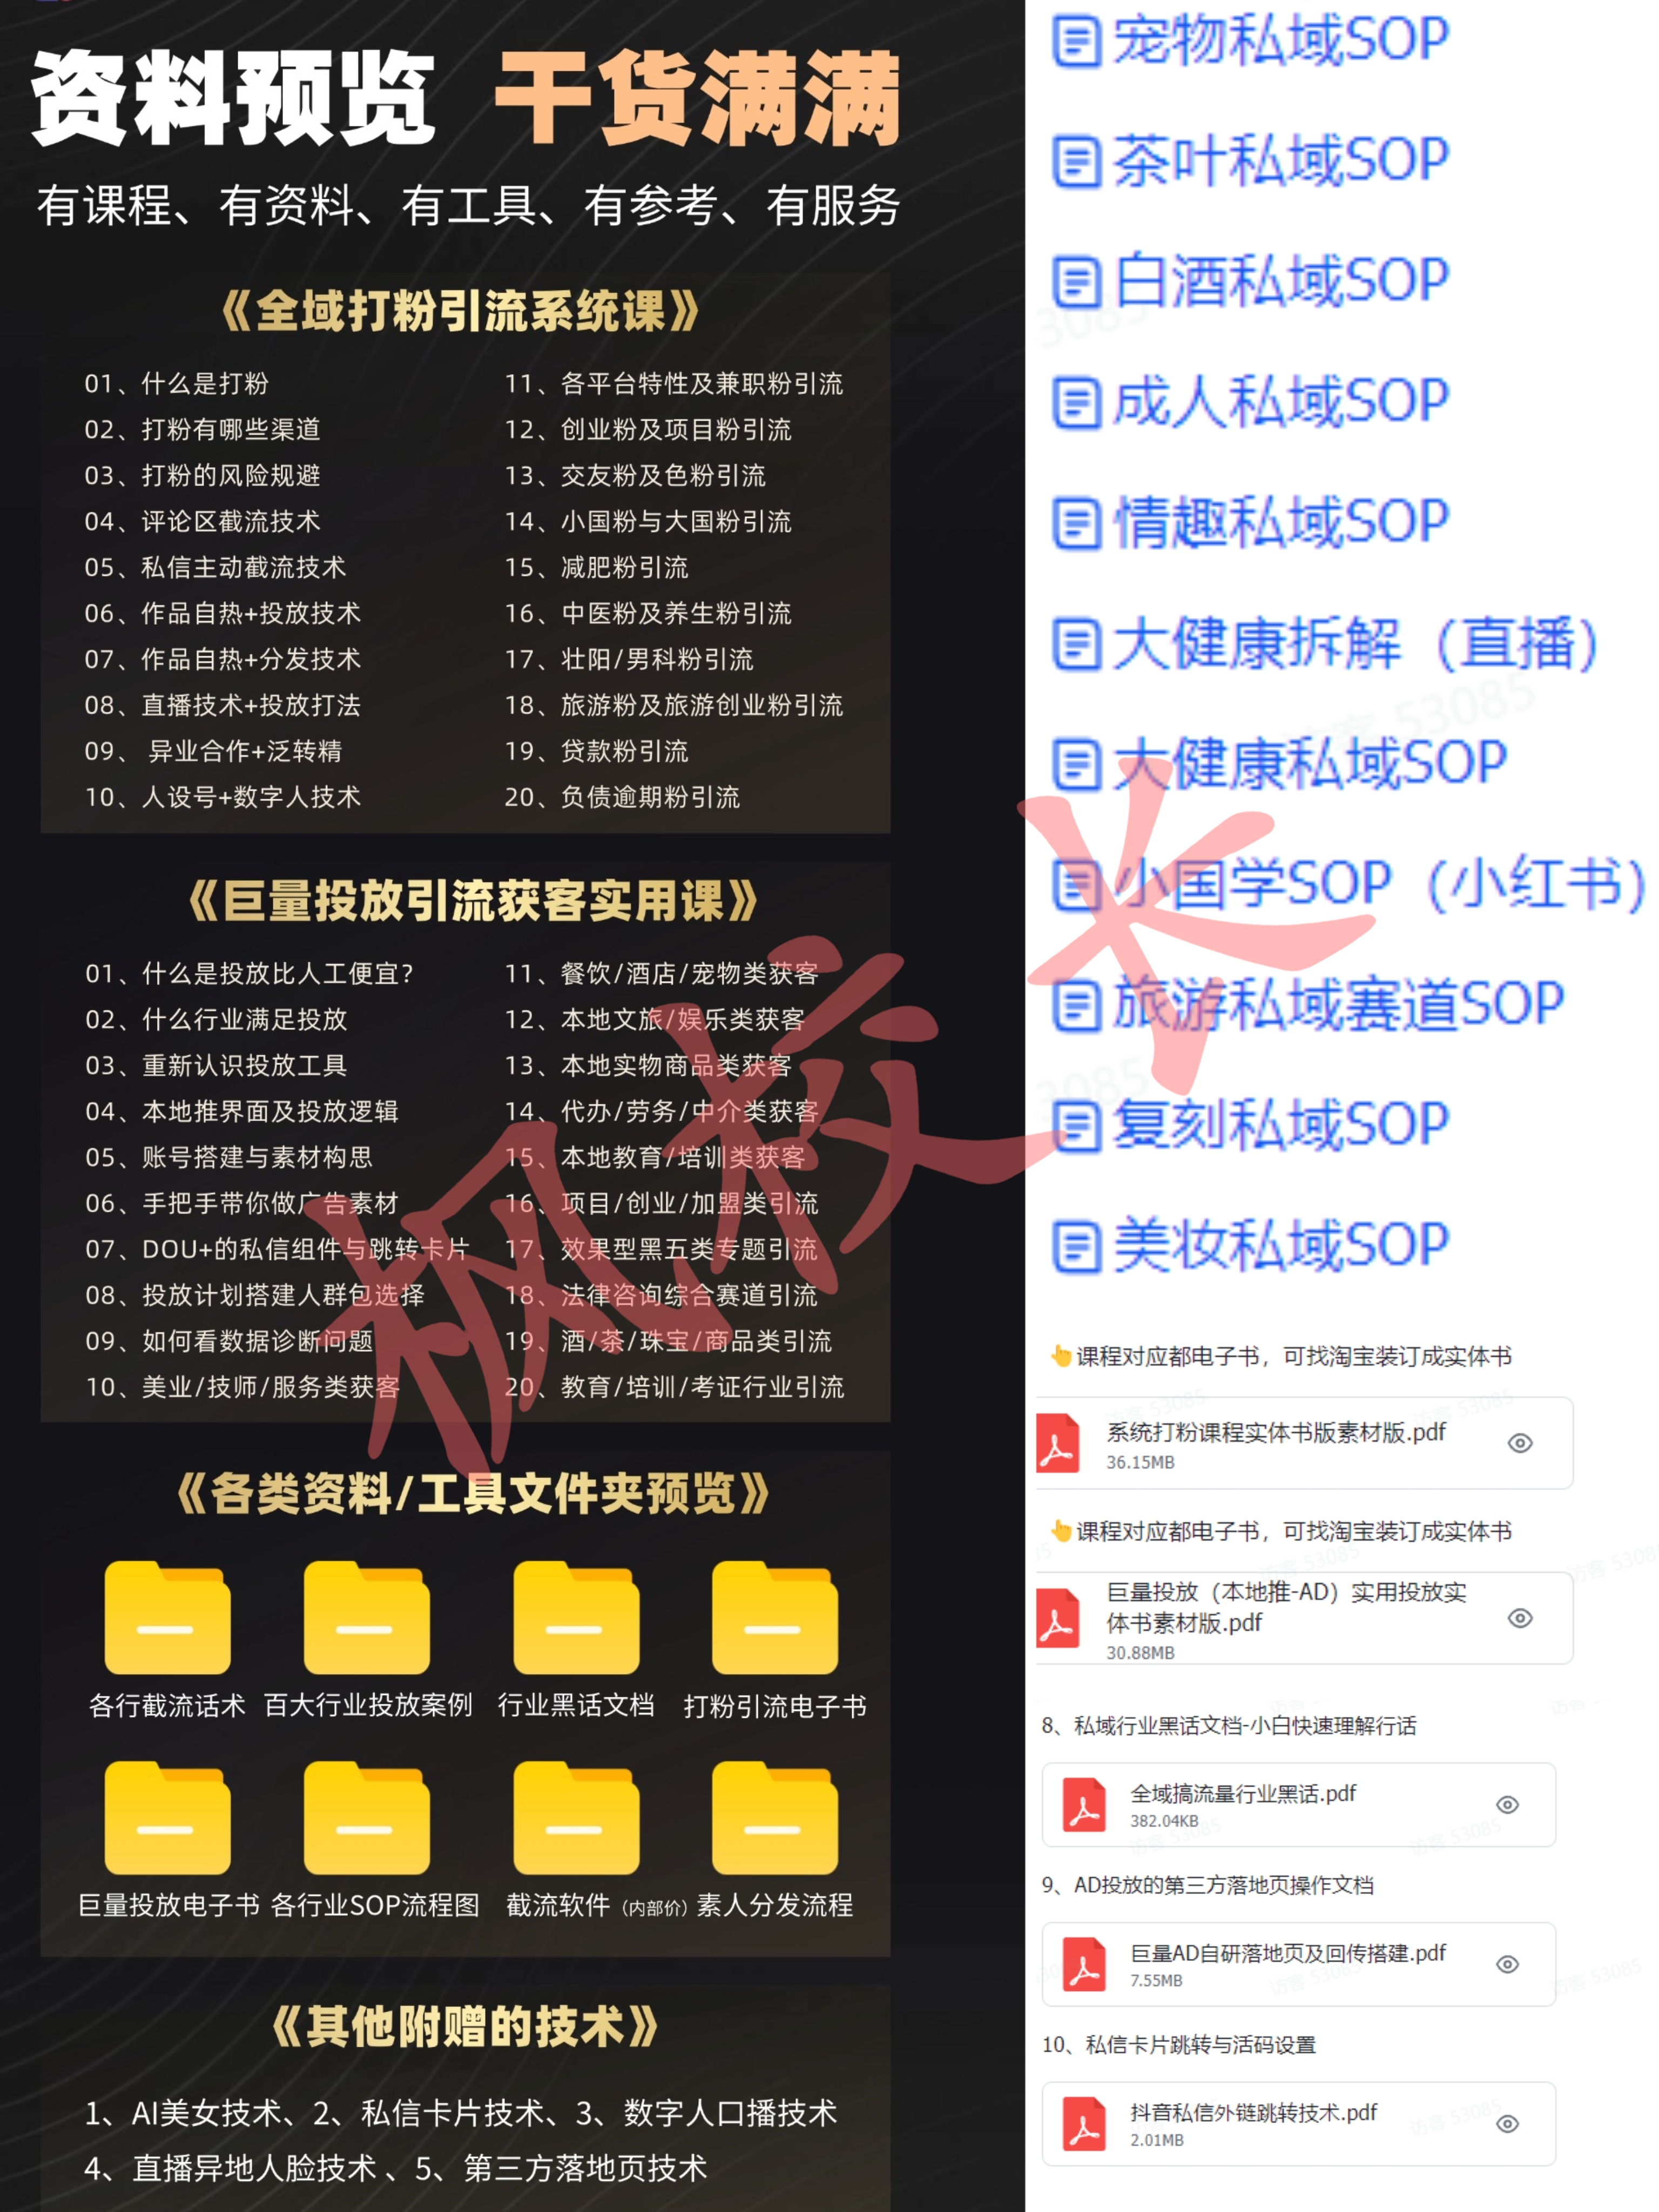 资料预览 干货满满
有课程、有资料、有工具、有参考、有服务
《全域打粉引流系统课》
01、什么是打粉
02、打粉有哪些渠道
03、打粉的风险规避
04、评论区截流技术
05、私信主动截流技术
06、作品自热+投放技术
07、作品自热+分发技术
08、直播技术+投放打法
09、 异业合作+泛转精
10、人设号+数字人技术
11、各平台特性及兼职粉引流
12、创业粉及项目粉引流
13、交友粉及色粉引流
14、小国粉与大国粉引流
15、减肥粉引流
16、中医粉及养生粉引流
17、壮阳/男科粉引流
18、旅游粉及旅游创业粉引流
19、贷款粉引流
20、负债逾期粉引流
《巨量投放引流获客实用课》
01、什么是投放比人工便宜?
02、什么行业满足投放
03、重新认识投放工具
04、本地推界面及投放逻辑
05、账号搭建与素材构思
06、手把手带你做广告素材
07、DOU+的私信组件与跳转卡片
08、投放计划搭建人群包选择
09、如何看数据诊断问题
10、美业/技师/服务类获客
11、餐饮/酒店/宠物类获客
12、本地文旅/娱乐类获客
13、本地实物商品类获客
14、代办/劳务/中介类获客
15、本地教育/培训类获客
16、项目/创业/加盟类引流
17、效果型黑五类专题引流
18、法律咨询综合赛道引流
19、酒/茶/珠宝/商品类引流
20、教育/培训/考证行业引流
《各类资料/工具文件夹预览》
各行截流话术 百大行业投放案例 行业黑话文档 打粉引流电子书
巨量投放电子书 各行业SOP流程图 截流软件（内部价）素人分发流程
《其他附赠的技术》
1、AI美女技术、2、私信卡片技术、3、数字人口播技术
4、直播异地人脸技术 、5、第三方落地页技术
宠物私域SOP
茶叶私域SOP
白酒私域SOP
成人私域SOP
情趣私域SOP
大健康拆解（直播）
大健康私域SOP
小国学SOP（小红书）
旅游私域赛道SOP
复刻私域SOP
美妆私域SOP
课程对应都电子书，可找淘宝装订成实体书
系统打粉课程实体书版素材版.pdf
36.15MB
课程对应都电子书，可找淘宝装订成实体书
巨量投放（本地推-AD）实用投放实
体书素材版.pdf
30.88MB
8、私域行业黑话文档-小白快速理解行话
全域搞流量行业黑话.pdf
382.04KB
9、AD投放的第三方落地页操作文档
巨量AD自研落地页及回传搭建.pdf
7.55MB
10、私信卡片跳转与活码设置
抖音私信外链跳转技术.pdf
2.01MB
枫校长
访客 53085